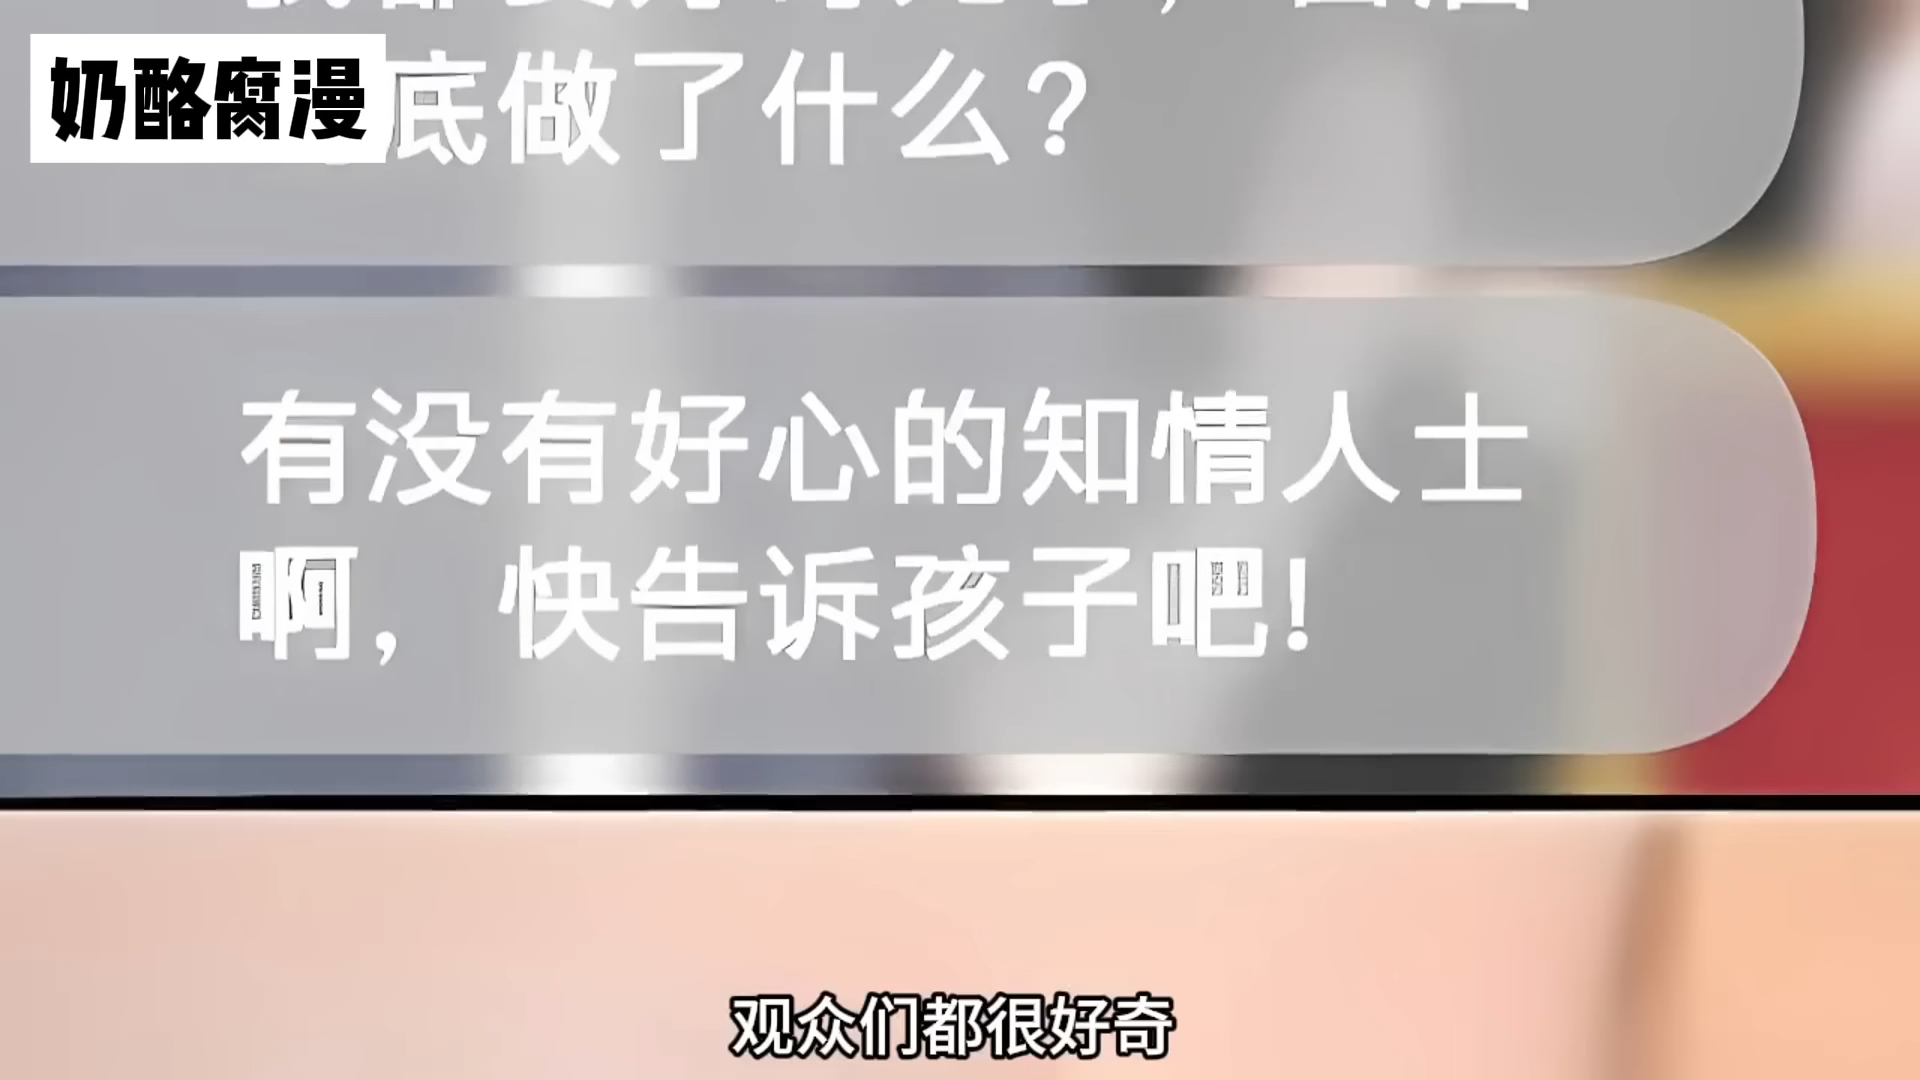 奶酪腐漫
底做了什么？
有没有好心的知情人士
啊，快告诉孩子吧！
观众们都很好奇